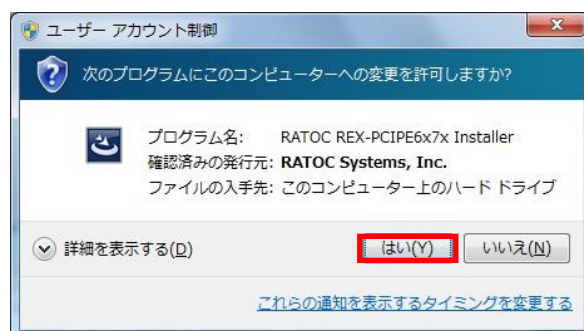 ユーザー アカウント制御
次のプログラムにこのコンピューターへの変更を許可しますか?
プログラム名: RATOC REX-PCIPE6x7x Installer
確認済みの発行元: RATOC Systems, Inc.
ファイルの入手先: このコンピューター上のハード ドライブ
詳細を表示する(D) はい(Y) いいえ(N)
これらの通知を表示するタイミングを変更する